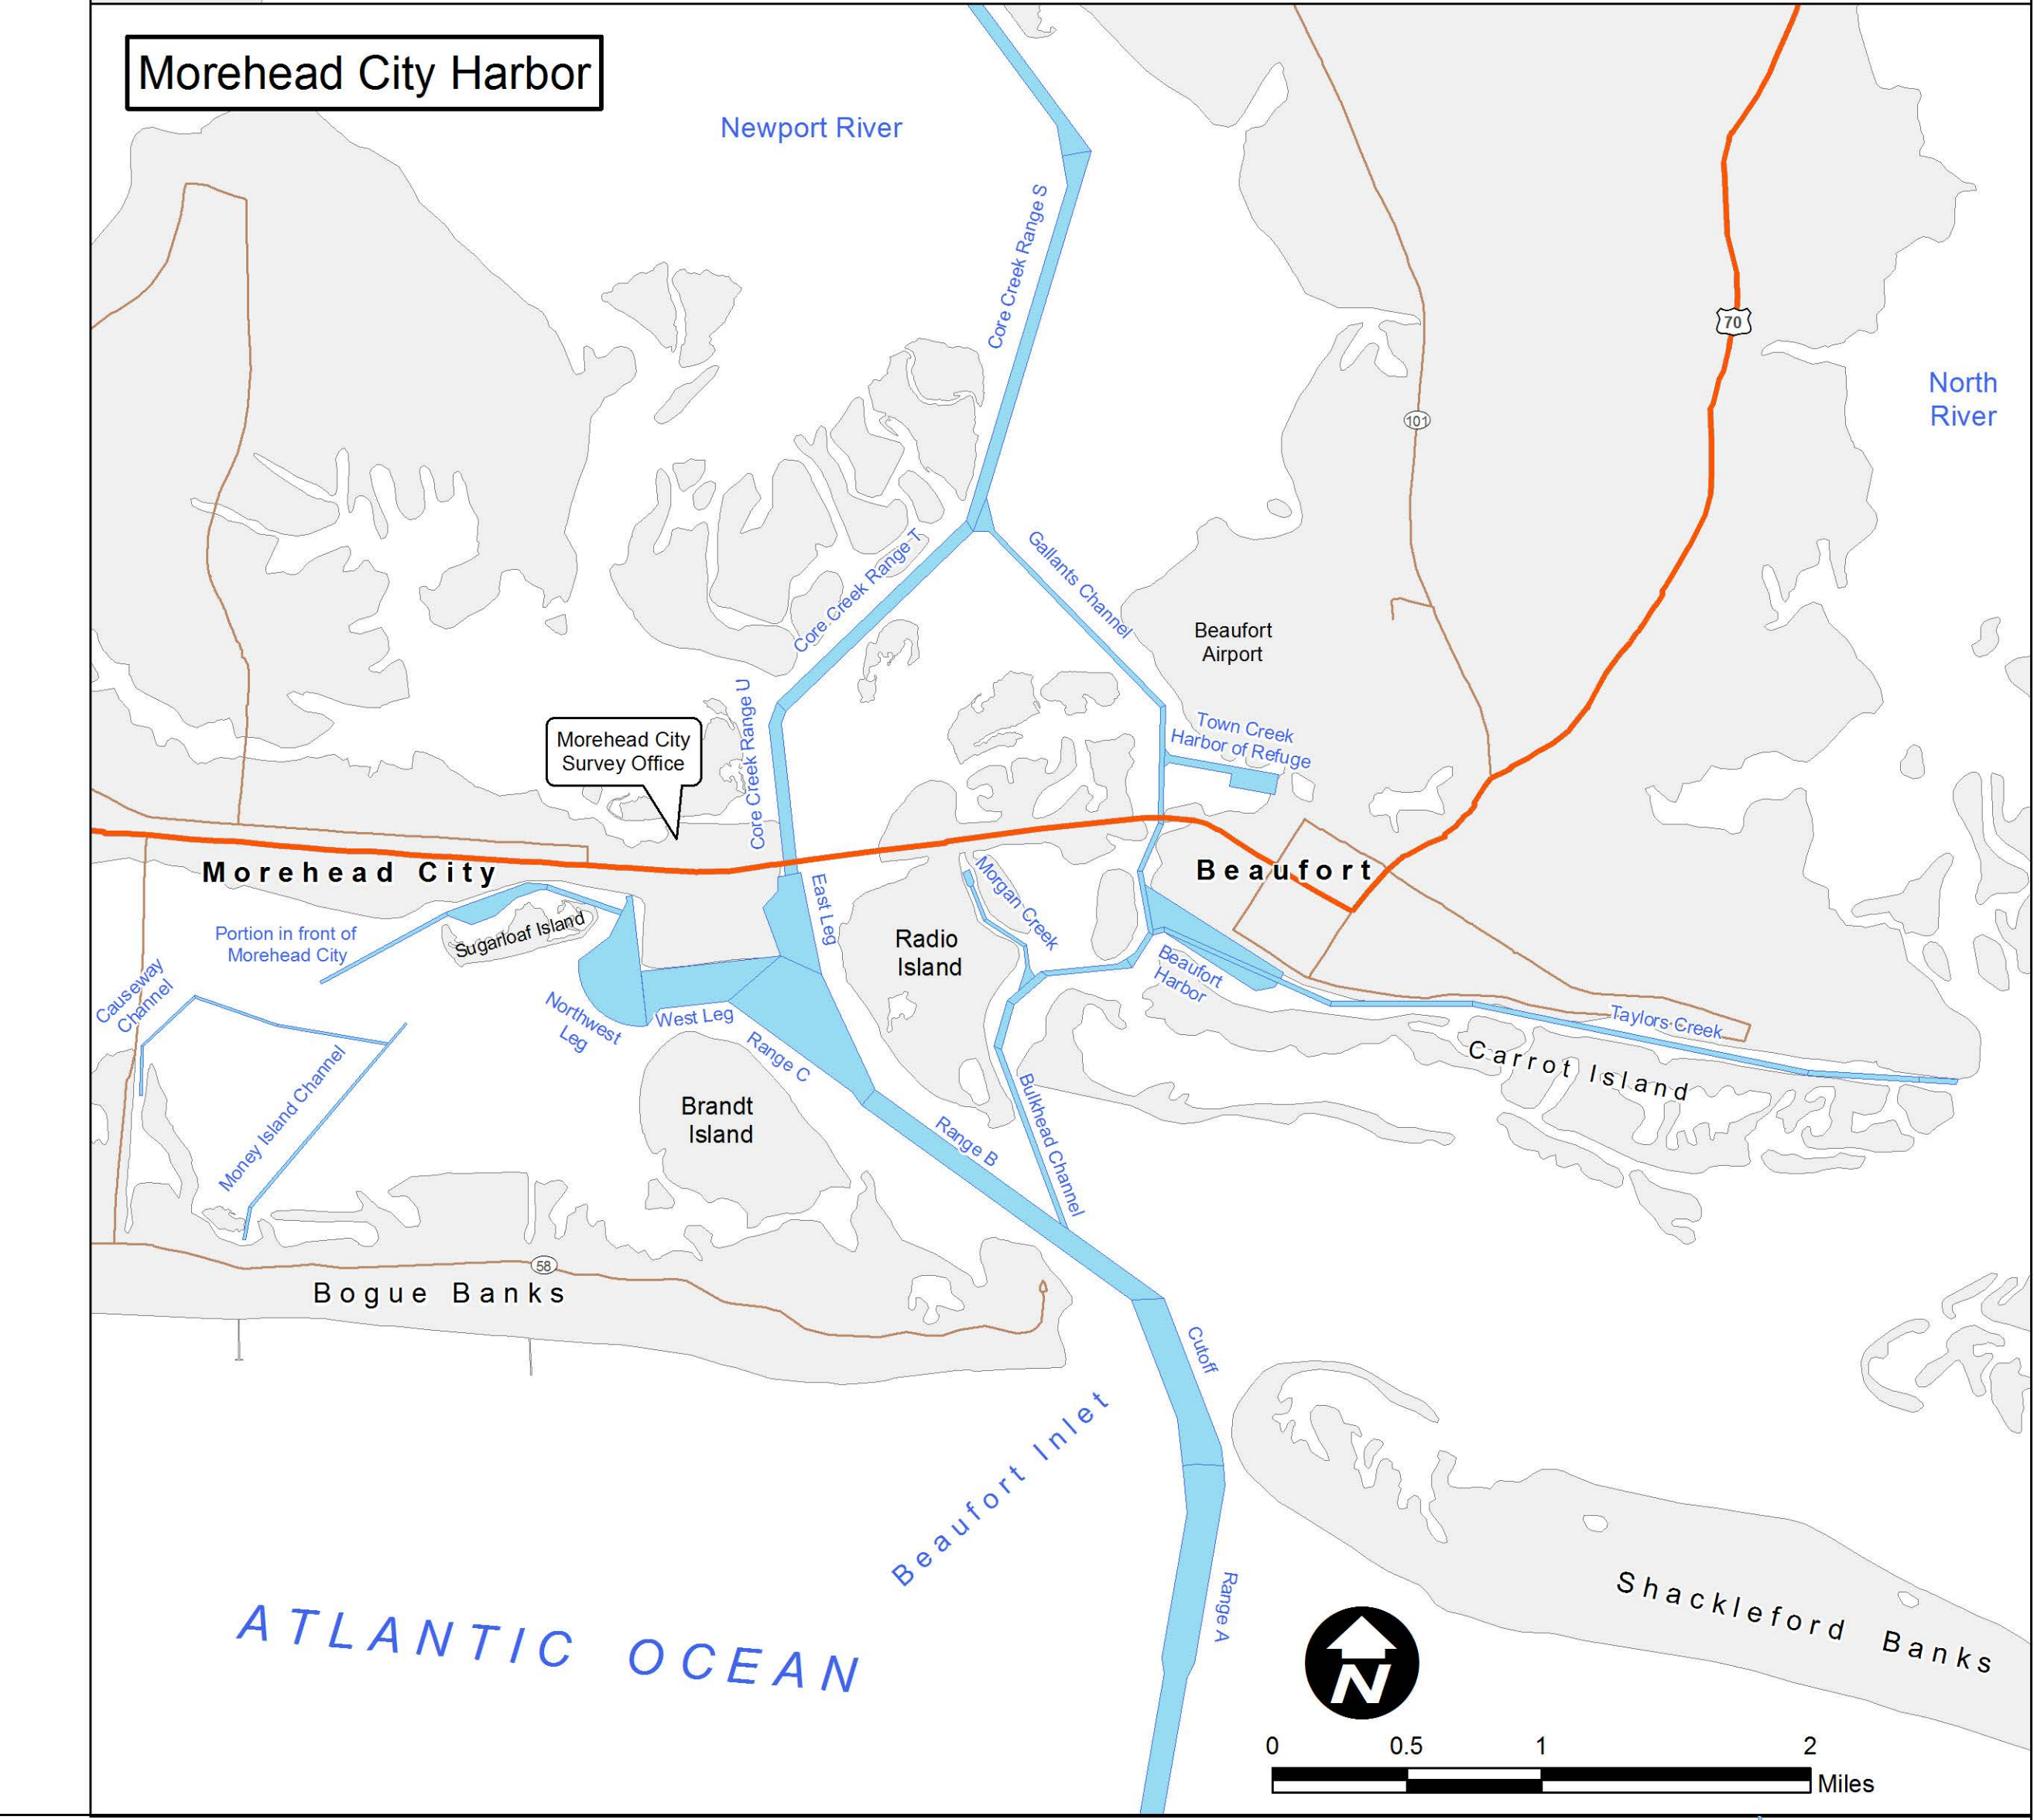 Morehead City Harbor
Newport River
Core Creek Range S
70
North
River
101
Gallants Channel
Core Creek Range T
Beaufort
Airport
Core Creek Range U
Town Creek
Harbor of Refuge
Morehead City
Survey Office
Morehead City
Beaufort
East Leg
Morgan Creek
Portion in front of
Morehead City
Sugarloaf Island
Radio
Island
Beaufort
Harbor
Causeway
Channel
Northwest
Leg
West Leg
Range C
Taylors Creek
Carrot Island
Money Island Channel
Brandt
Island
Range B
Bulkhead Channel
58
Bogue Banks
Cutoff
Beaufort Inlet
Range A
Shackleford Banks
ATLANTIC OCEAN
N
0 0.5 1 2
Miles